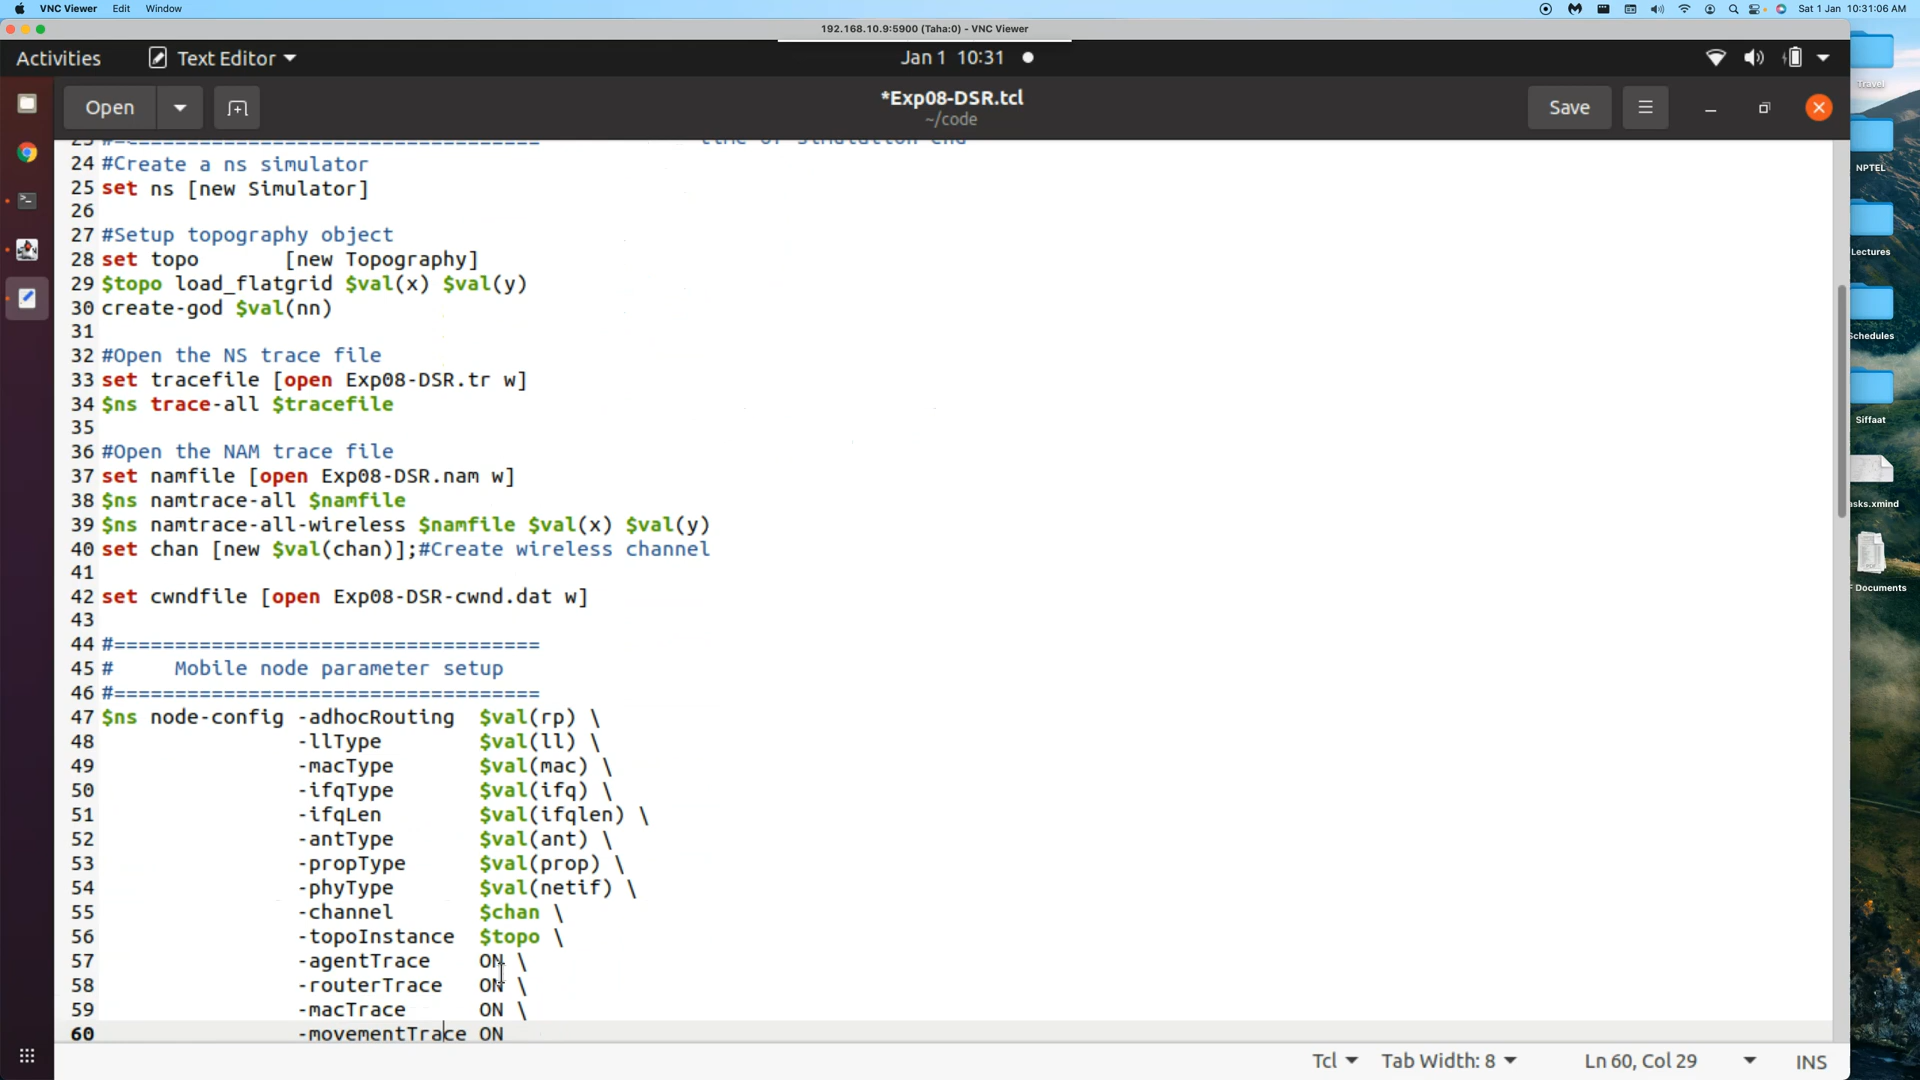 VNC Viewer Edit Window
Sat 1 Jan 10:31:06 AM
192.168.10.9:5900 (Taha:0) - VNC Viewer
Activities Text Editor Jan 1 10:31
Open *Exp08-DSR.tcl Save
~/code
24 #Create a ns simulator
25 set ns [new Simulator]
26
27 #Setup topography object
28 set topo       [new Topography]
29 $topo load_flatgrid $val(x) $val(y)
30 create-god $val(nn)
31
32 #Open the NS trace file
33 set tracefile [open Exp08-DSR.tr w]
34 $ns trace-all $tracefile
35
36 #Open the NAM trace file
37 set namfile [open Exp08-DSR.nam w]
38 $ns namtrace-all $namfile
39 $ns namtrace-all-wireless $namfile $val(x) $val(y)
40 set chan [new $val(chan)];#Create wireless channel
41
42 set cwndfile [open Exp08-DSR-cwnd.dat w]
43
44 #===================================
45 #     Mobile node parameter setup
46 #===================================
47 $ns node-config -adhocRouting  $val(rp) \
48                 -llType        $val(ll) \
49                 -macType       $val(mac) \
50                 -ifqType       $val(ifq) \
51                 -ifqLen        $val(ifqlen) \
52                 -antType       $val(ant) \
53                 -propType      $val(prop) \
54                 -phyType       $val(netif) \
55                 -channel       $chan \
56                 -topoInstance  $topo \
57                 -agentTrace    ON \
58                 -routerTrace   ON \
59                 -macTrace      ON \
60                 -movementTrace ON
Tcl Tab Width: 8 Ln 60, Col 29 INS
Travel
NPTEL
Lectures
Schedules
Siffaat
asks.xmind
F Documents